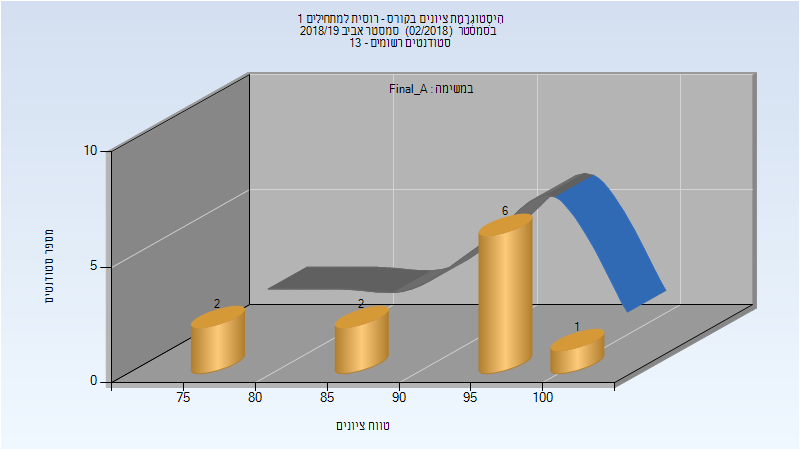 היסטוגרמת ציונים בקורס - רוסית למתחילים 1
בסמסטר (02/2018) סמסטר אביב 2018/19
סטודנטים רשומים - 13
במשימה : Final_A
10
5
0
מספר סטודנטים
2
2
6
1
75
80
85
90
95
100
טווח ציונים